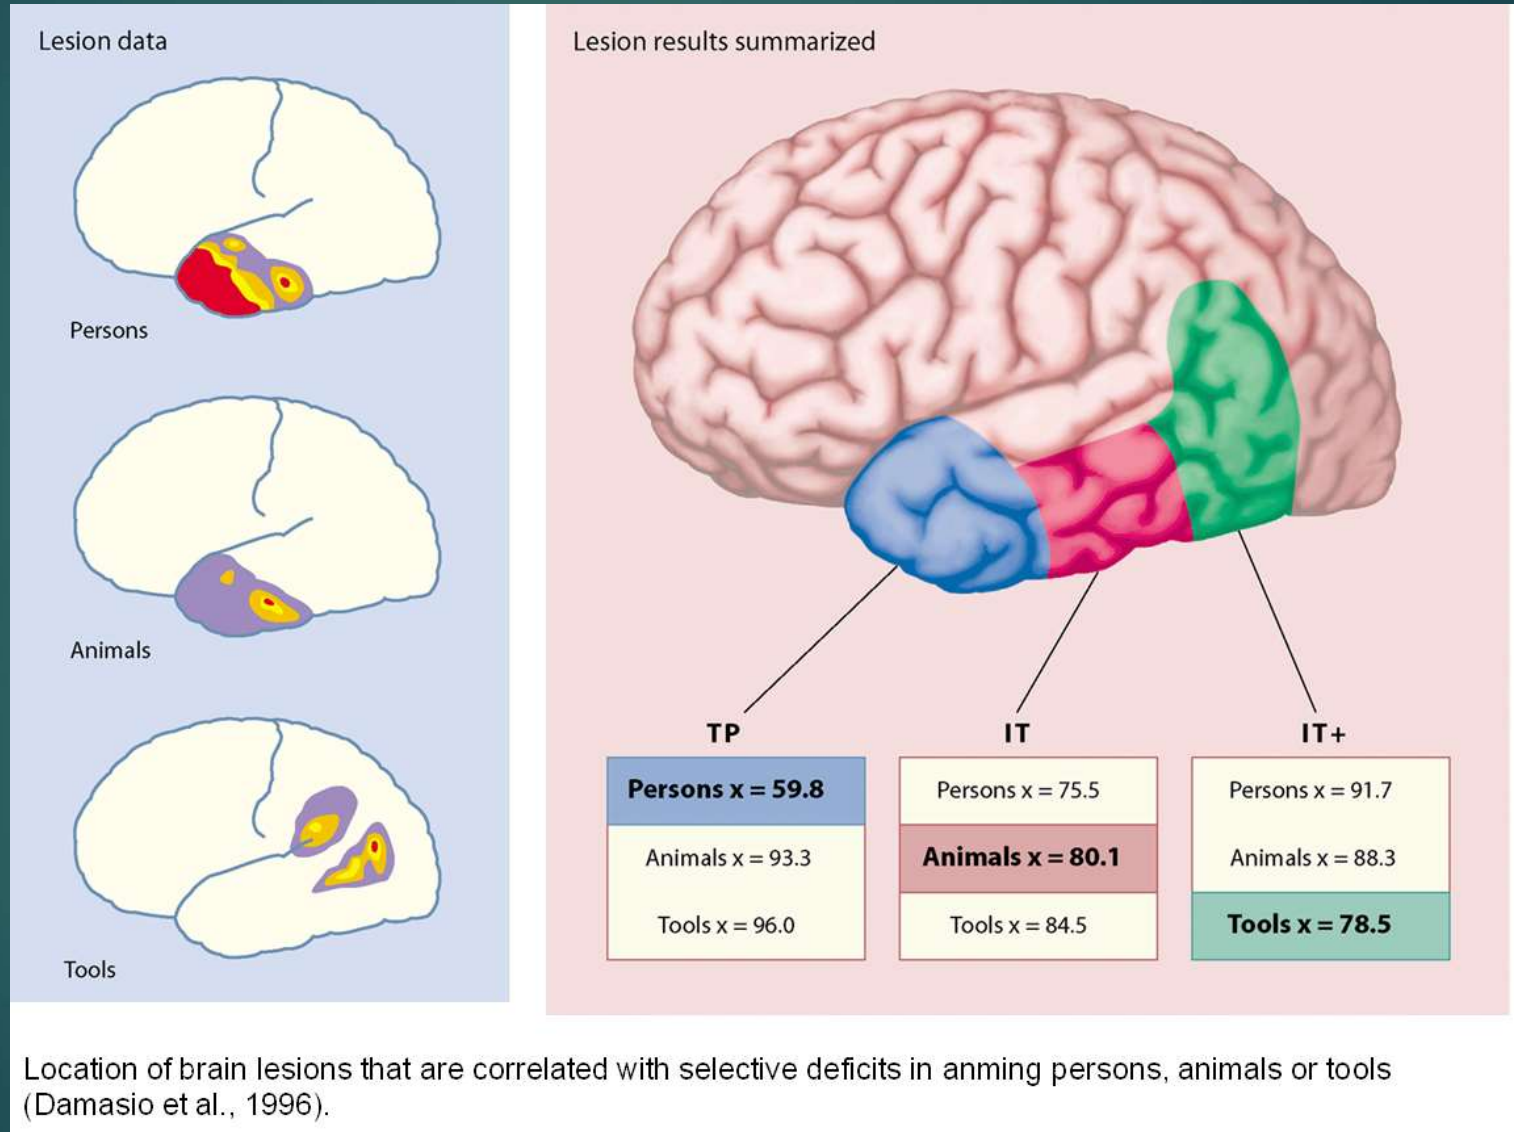 Lesion data
Persons
Animals
Tools
Lesion results summarized
TP
Persons x = 59.8
Animals x = 93.3
Tools x = 96.0
IT
Persons x = 75.5
Animals x = 80.1
Tools x = 84.5
IT+
Persons x = 91.7
Animals x = 88.3
Tools x = 78.5
Location of brain lesions that are correlated with selective deficits in anming persons, animals or tools
(Damasio et al., 1996).